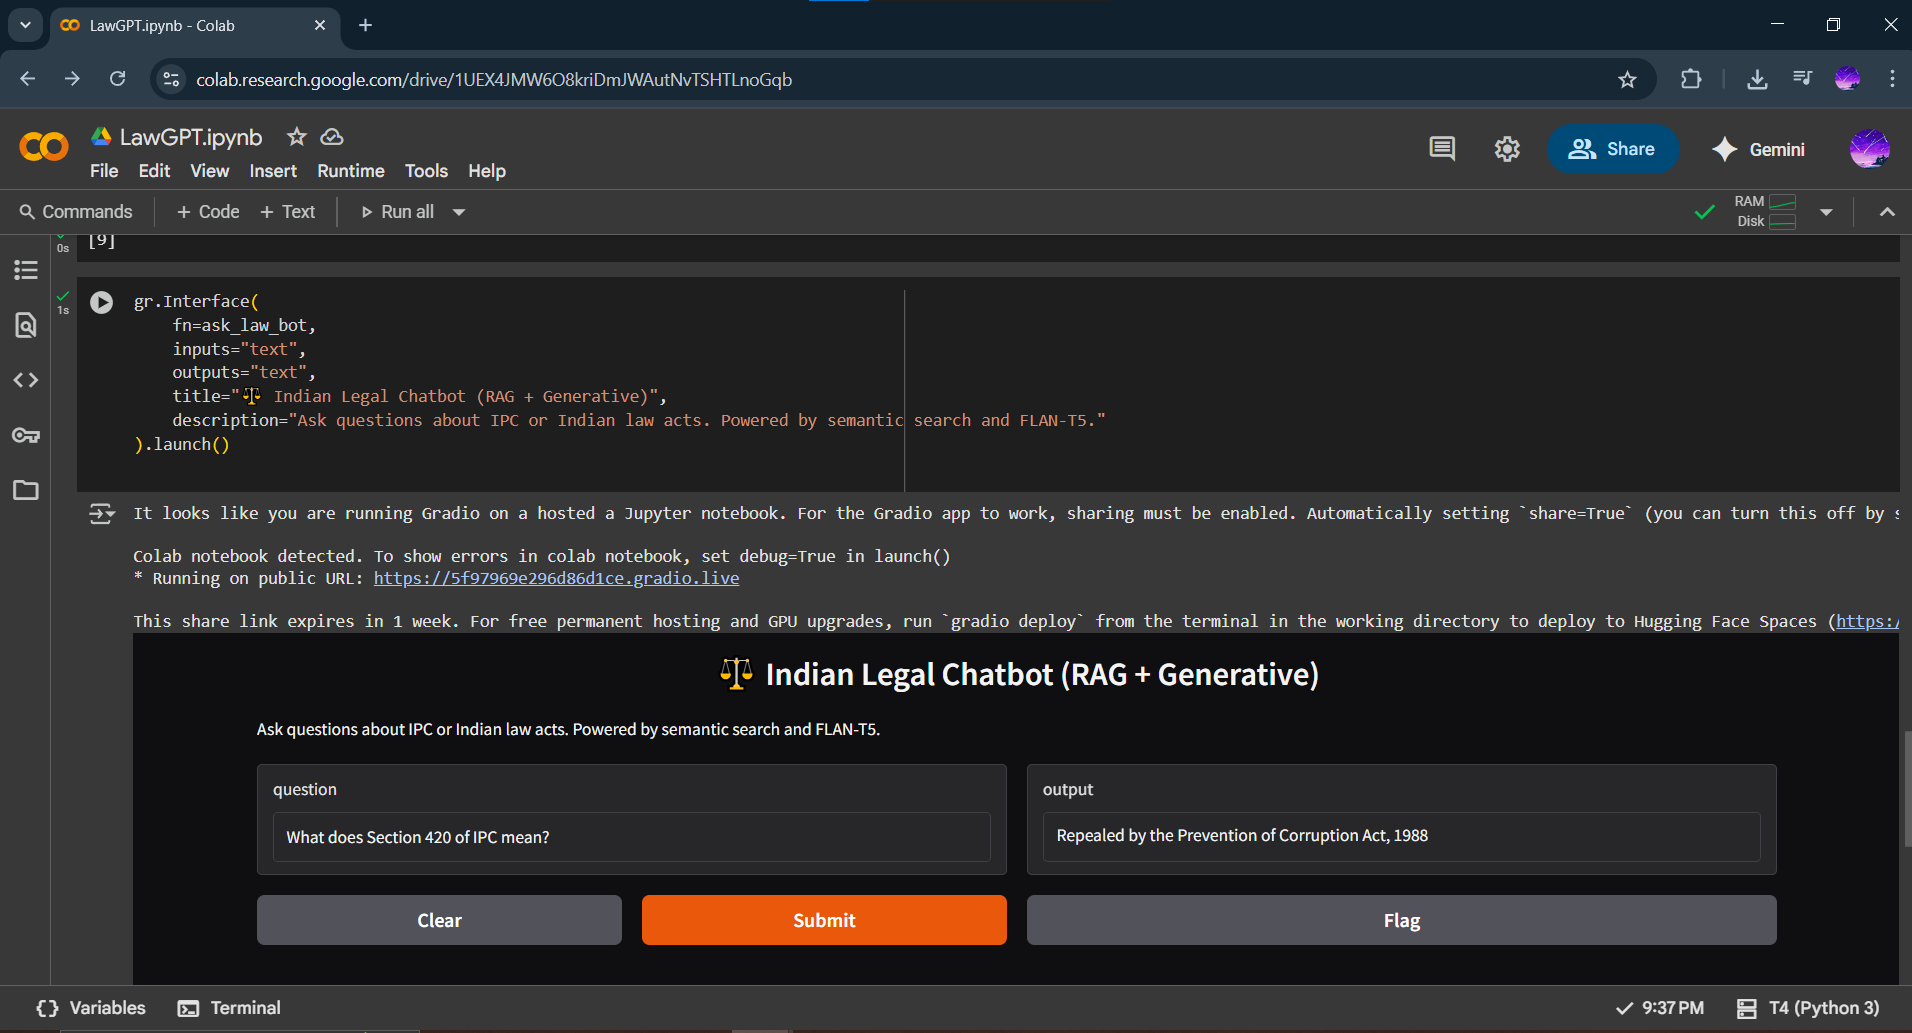 LawGPT.ipynb - Colab
colab.research.google.com/drive/1UEX4JMW6O8kriDmJWAutNvTSHTLnoGqb
LawGPT.ipynb
File Edit View Insert Runtime Tools Help
Share
Gemini
Commands + Code + Text Run all
RAM
Disk
0s
[9]
1s
gr.Interface(
fn=ask_law_bot,
inputs="text",
outputs="text",
title="⚖️ Indian Legal Chatbot (RAG + Generative)",
description="Ask questions about IPC or Indian law acts. Powered by semantic search and FLAN-T5."
).launch()
It looks like you are running Gradio on a hosted a Jupyter notebook. For the Gradio app to work, sharing must be enabled. Automatically setting `share=True` (you can turn this off by
Colab notebook detected. To show errors in colab notebook, set debug=True in launch()
* Running on public URL: https://5f97969e296d86d1ce.gradio.live
This share link expires in 1 week. For free permanent hosting and GPU upgrades, run `gradio deploy` from the terminal in the working directory to deploy to Hugging Face Spaces (https:/
⚖️ Indian Legal Chatbot (RAG + Generative)
Ask questions about IPC or Indian law acts. Powered by semantic search and FLAN-T5.
question
What does Section 420 of IPC mean?
output
Repealed by the Prevention of Corruption Act, 1988
Clear
Submit
Flag
{} Variables
Terminal
9:37 PM
T4 (Python 3)